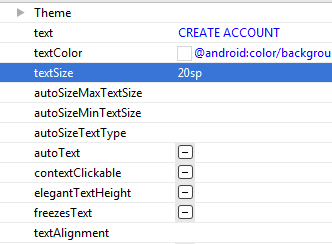 Theme
text CREATE ACCOUNT
textColor @android:color/backgrou
textSize 20sp
autoSizeMaxTextSize
autoSizeMinTextSize
autoSizeTextType
autoText
contextClickable
elegantTextHeight
freezesText
textAlignment